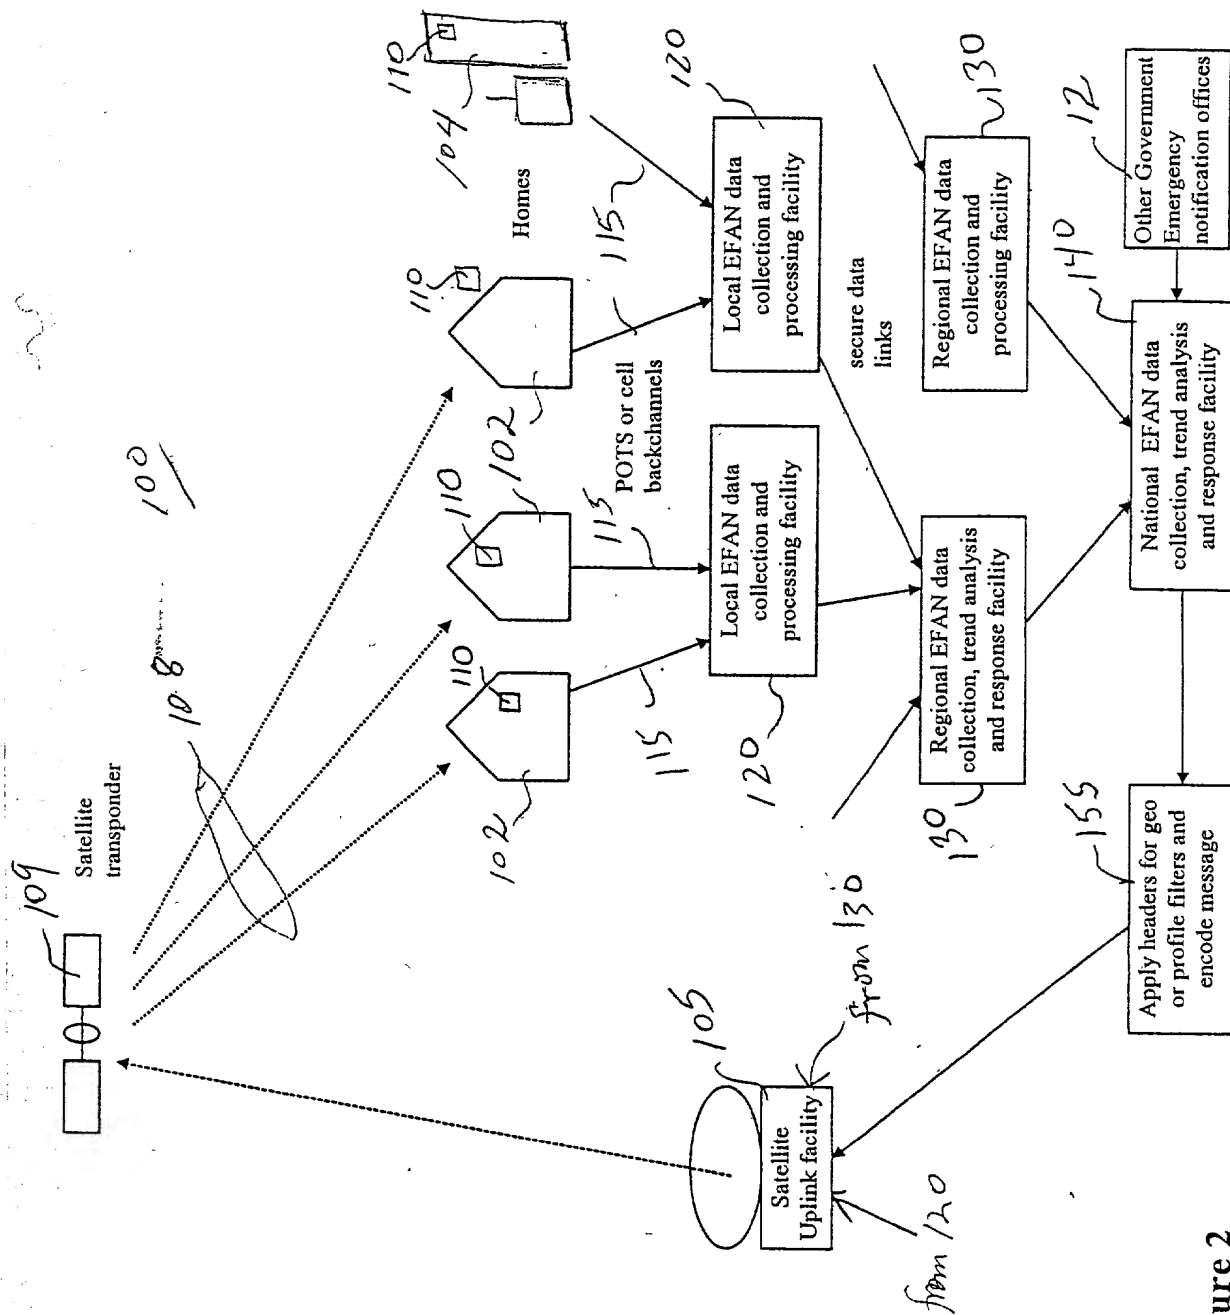 100
109
Satellite
transponder
108
110
104
Homes
110
102
110
102
110
102
115
115
115
POTS or cell
backchannels
115
120
Local EFAN data
collection and
processing facility
120
Local EFAN data
collection and
processing facility
secure data
links
130
Regional EFAN data
collection and
processing facility
130
Regional EFAN data
collection, trend analysis
and response facility
12
Other Government
Emergency
notification offices
140
National EFAN data
collection, trend analysis
and response facility
155
Apply headers for geo
or profile filters and
encode message
105
Satellite
Uplink facility
from 130
from 120
ure 2